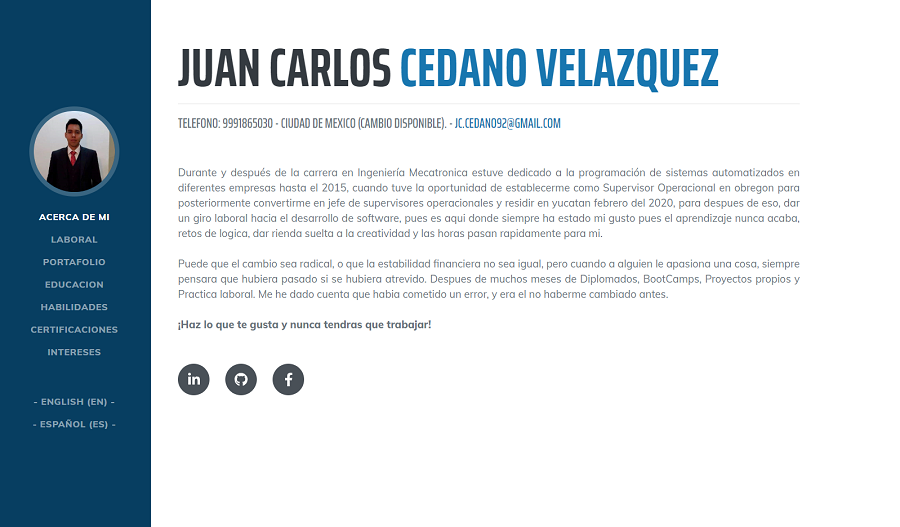 ACERCA DE MI
LABORAL
PORTAFOLIO
EDUCACION
HABILIDADES
CERTIFICACIONES
INTERESES
- ENGLISH (EN) -
- ESPAÑOL (ES) -
JUAN CARLOS CEDANO VELAZQUEZ
TELEFONO: 9991865030 - CIUDAD DE MEXICO (CAMBIO DISPONIBLE). - JC.CEDANO92@GMAIL.COM
Durante y después de la carrera en Ingeniería Mecatronica estuve dedicado a la programación de sistemas automatizados en
diferentes empresas hasta el 2015, cuando tuve la oportunidad de establecerme como Supervisor Operacional en obregon para
posteriormente convertirme en jefe de supervisores operacionales y residir en yucatan febrero del 2020, para despues de eso, dar
un giro laboral hacia el desarrollo de software, pues es aqui donde siempre ha estado mi gusto pues el aprendizaje nunca acaba,
retos de logica, dar rienda suelta a la creatividad y las horas pasan rapidamente para mi.
Puede que el cambio sea radical, o que la estabilidad financiera no sea igual, pero cuando a alguien le apasiona una cosa, siempre
pensara que hubiera pasado si se hubiera atrevido. Despues de muchos meses de Diplomados, BootCamps, Proyectos propios y
Practica laboral. Me he dado cuenta que habia cometido un error, y era el no haberme cambiado antes.
¡Haz lo que te gusta y nunca tendras que trabajar!
in
f